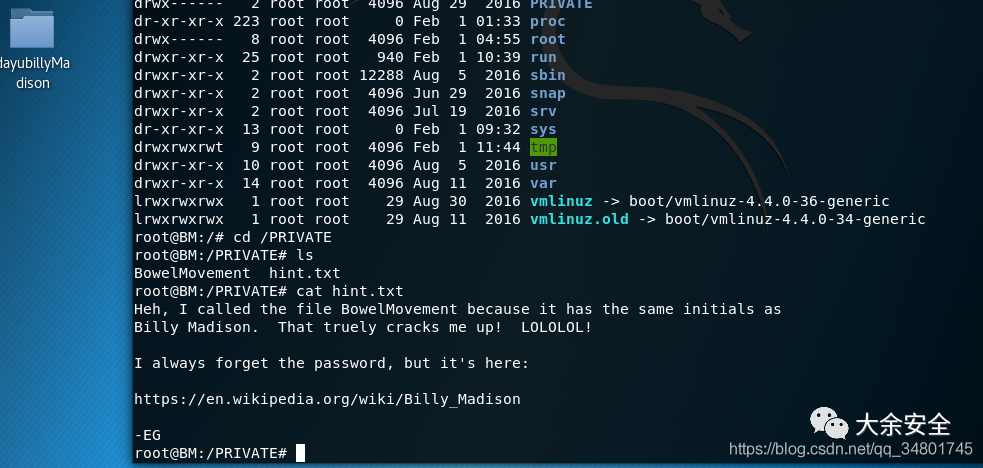 dayubillyMa
dison
drwx------   2 root root  4096 Aug 29  2016 PRIVATE
dr-xr-xr-x 223 root root     0 Feb  1 01:33 proc
drwx------   8 root root  4096 Feb  1 04:55 root
drwxr-xr-x  25 root root   940 Feb  1 10:39 run
drwxr-xr-x   2 root root 12288 Aug  5  2016 sbin
drwxr-xr-x   2 root root  4096 Jun 29  2016 snap
drwxr-xr-x   2 root root  4096 Jul 19  2016 srv
dr-xr-xr-x  13 root root     0 Feb  1 09:32 sys
drwxrwxrwt   9 root root  4096 Feb  1 11:44 tmp
drwxr-xr-x  10 root root  4096 Aug  5  2016 usr
drwxr-xr-x  14 root root  4096 Aug 11  2016 var
lrwxrwxrwx   1 root root    29 Aug 30  2016 vmlinuz -> boot/vmlinuz-4.4.0-36-generic
lrwxrwxrwx   1 root root    29 Aug 11  2016 vmlinuz.old -> boot/vmlinuz-4.4.0-34-generic
root@BM:/# cd /PRIVATE
root@BM:/PRIVATE# ls
BowelMovement  hint.txt
root@BM:/PRIVATE# cat hint.txt
Heh, I called the file BowelMovement because it has the same initials as
Billy Madison.  That truely cracks me up!  LOLOLOL!
I always forget the password, but it's here:
https://en.wikipedia.org/wiki/Billy_Madison
-EG
root@BM:/PRIVATE#
大余安全
https://blog.csdn.net/qq_34801745